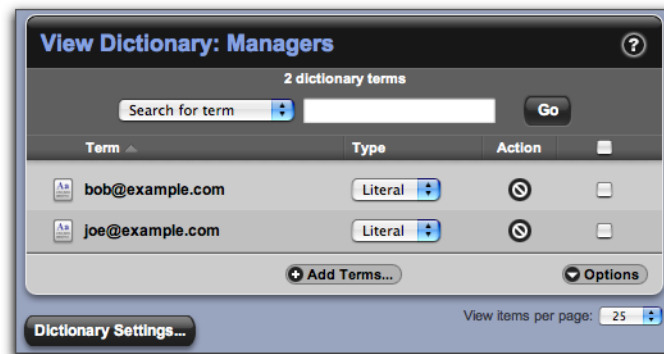 View Dictionary: Managers ?
2 dictionary terms
Search for term Go
Term Type Action
bob@example.com Literal
joe@example.com Literal
Add Terms... Options
View items per page: 25
Dictionary Settings...